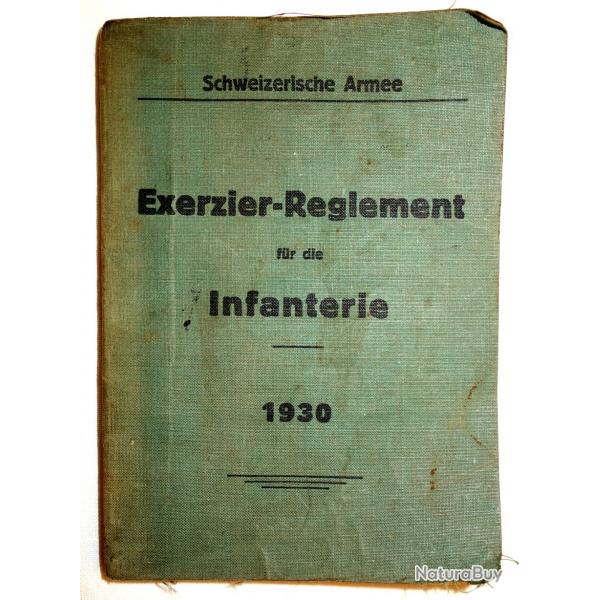 Schweizerische Armee
Exerzier-Reglement
für die
Infanterie
1930
NaturaBuy